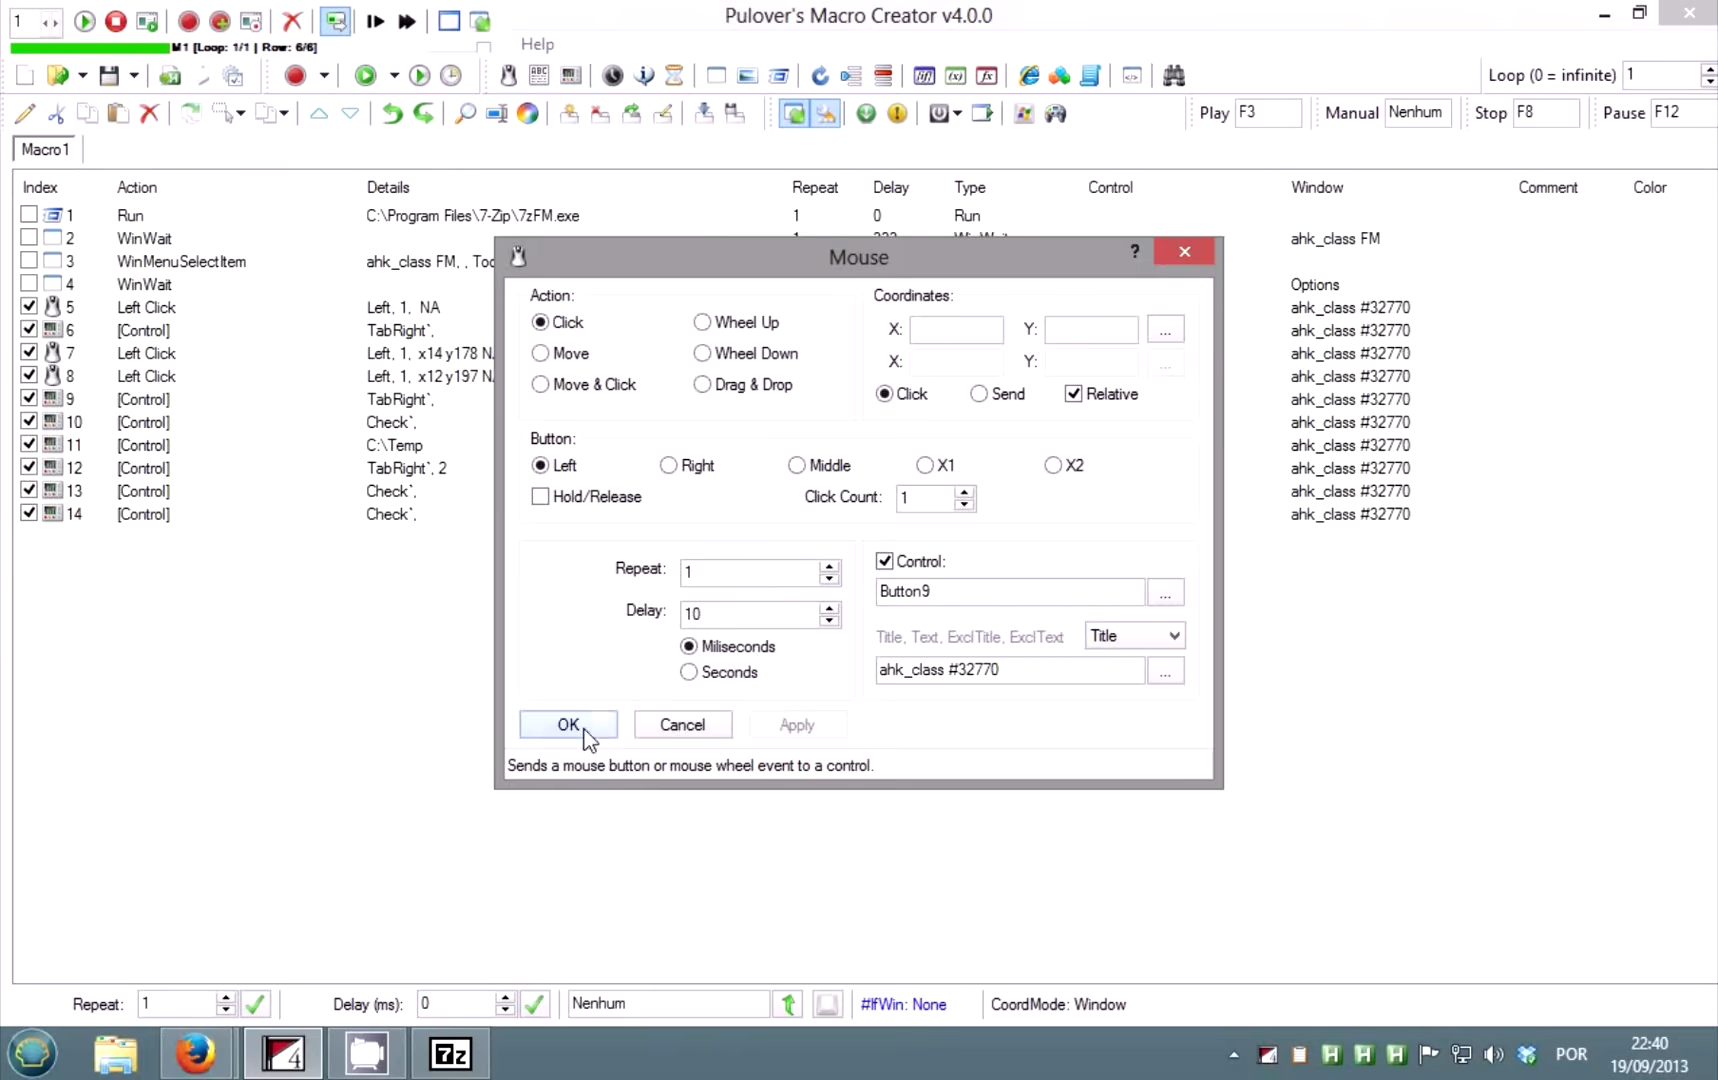 1
Pulover's Macro Creator v4.0.0
M1 [Loop: 1/1 | Row: 6/6]
Help
Loop (0 = infinite) 1
Play F3 Manual Nenhum Stop F8 Pause F12
Macro1
Index Action Details Repeat Delay Type Control Window Comment Color
1 Run C:\Program Files\7-Zip\7zFM.exe 1 0 Run
2 WinWait ahk_class FM
3 WinMenuSelectItem ahk_class FM, , Too
4 WinWait Options
5 Left Click Left, 1, NA ahk_class #32770
6 [Control] TabRight`, ahk_class #32770
7 Left Click Left, 1, x14 y178 N ahk_class #32770
8 Left Click Left, 1, x12 y197 N ahk_class #32770
9 [Control] TabRight`, ahk_class #32770
10 [Control] Check`, ahk_class #32770
11 [Control] C:\Temp ahk_class #32770
12 [Control] TabRight`, 2 ahk_class #32770
13 [Control] Check`, ahk_class #32770
14 [Control] Check`, ahk_class #32770
Mouse
?
Action: Coordinates:
Click Wheel Up X: Y: ...
Move Wheel Down X: Y: ...
Move & Click Drag & Drop Click Send Relative
Button:
Left Right Middle X1 X2
Hold/Release Click Count: 1
Repeat: 1 Control:
Button9 ...
Delay: 10
Title, Text, ExclTitle, ExclText Title
Miliseconds
Seconds ahk_class #32770 ...
OK Cancel Apply
Sends a mouse button or mouse wheel event to a control.
Repeat: 1 Delay (ms): 0 Nenhum #IfWin: None CoordMode: Window
4 7z H H H POR 22:40
19/09/2013